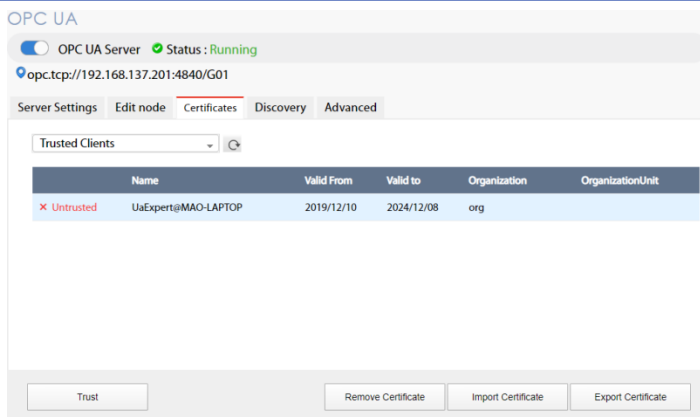 OPC UA
OPC UA Server Status : Running
opc.tcp://192.168.137.201:4840/G01
Server Settings Edit node Certificates Discovery Advanced
Trusted Clients
Name Valid From Valid to Organization OrganizationUnit
× Untrusted UaExpert@MAO-LAPTOP 2019/12/10 2024/12/08 org
Trust Remove Certificate Import Certificate Export Certificate